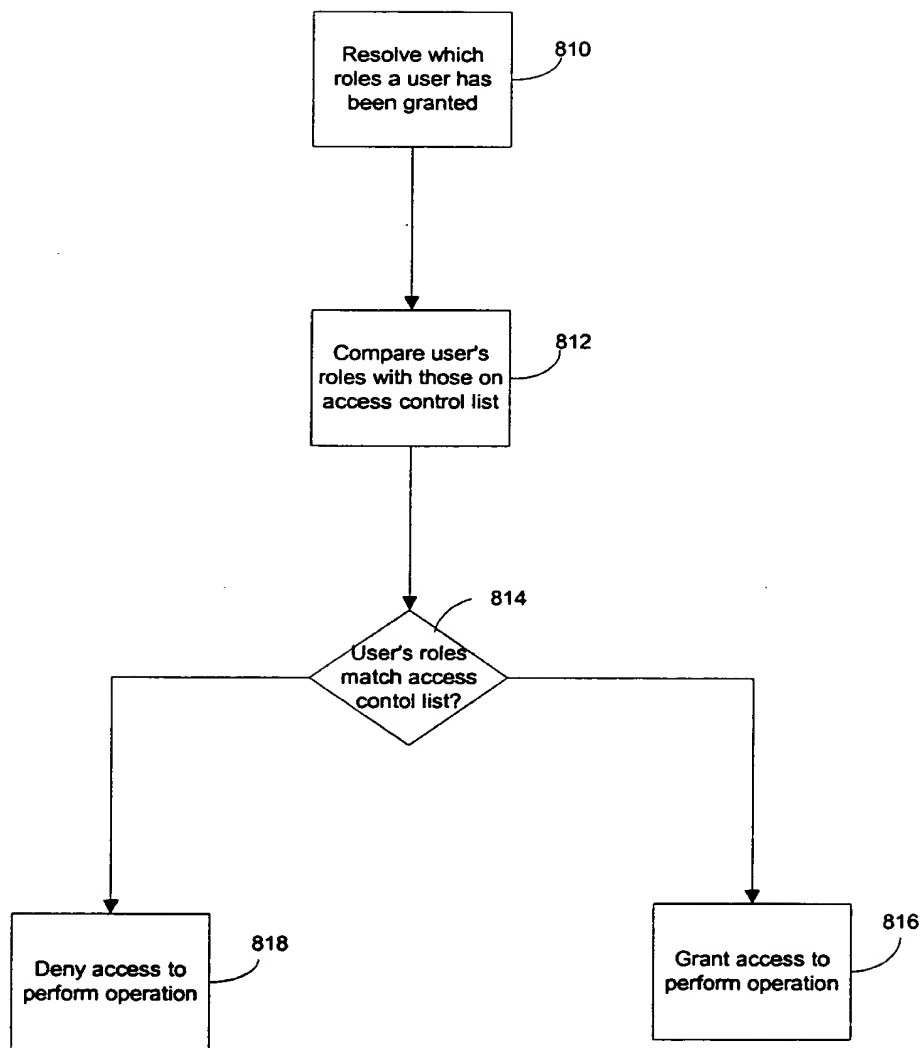 Resolve which
roles a user has
been granted
810
Compare user's
roles with those on
access control list
812
814
User's roles
match access
contol list?
Deny access to
perform operation
818
Grant access to
perform operation
816